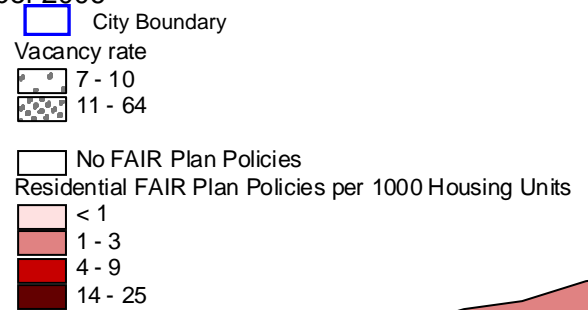 City Boundary
Vacancy rate
7 - 10
11 - 64
No FAIR Plan Policies
Residential FAIR Plan Policies per 1000 Housing Units
< 1
1 - 3
4 - 9
14 - 25